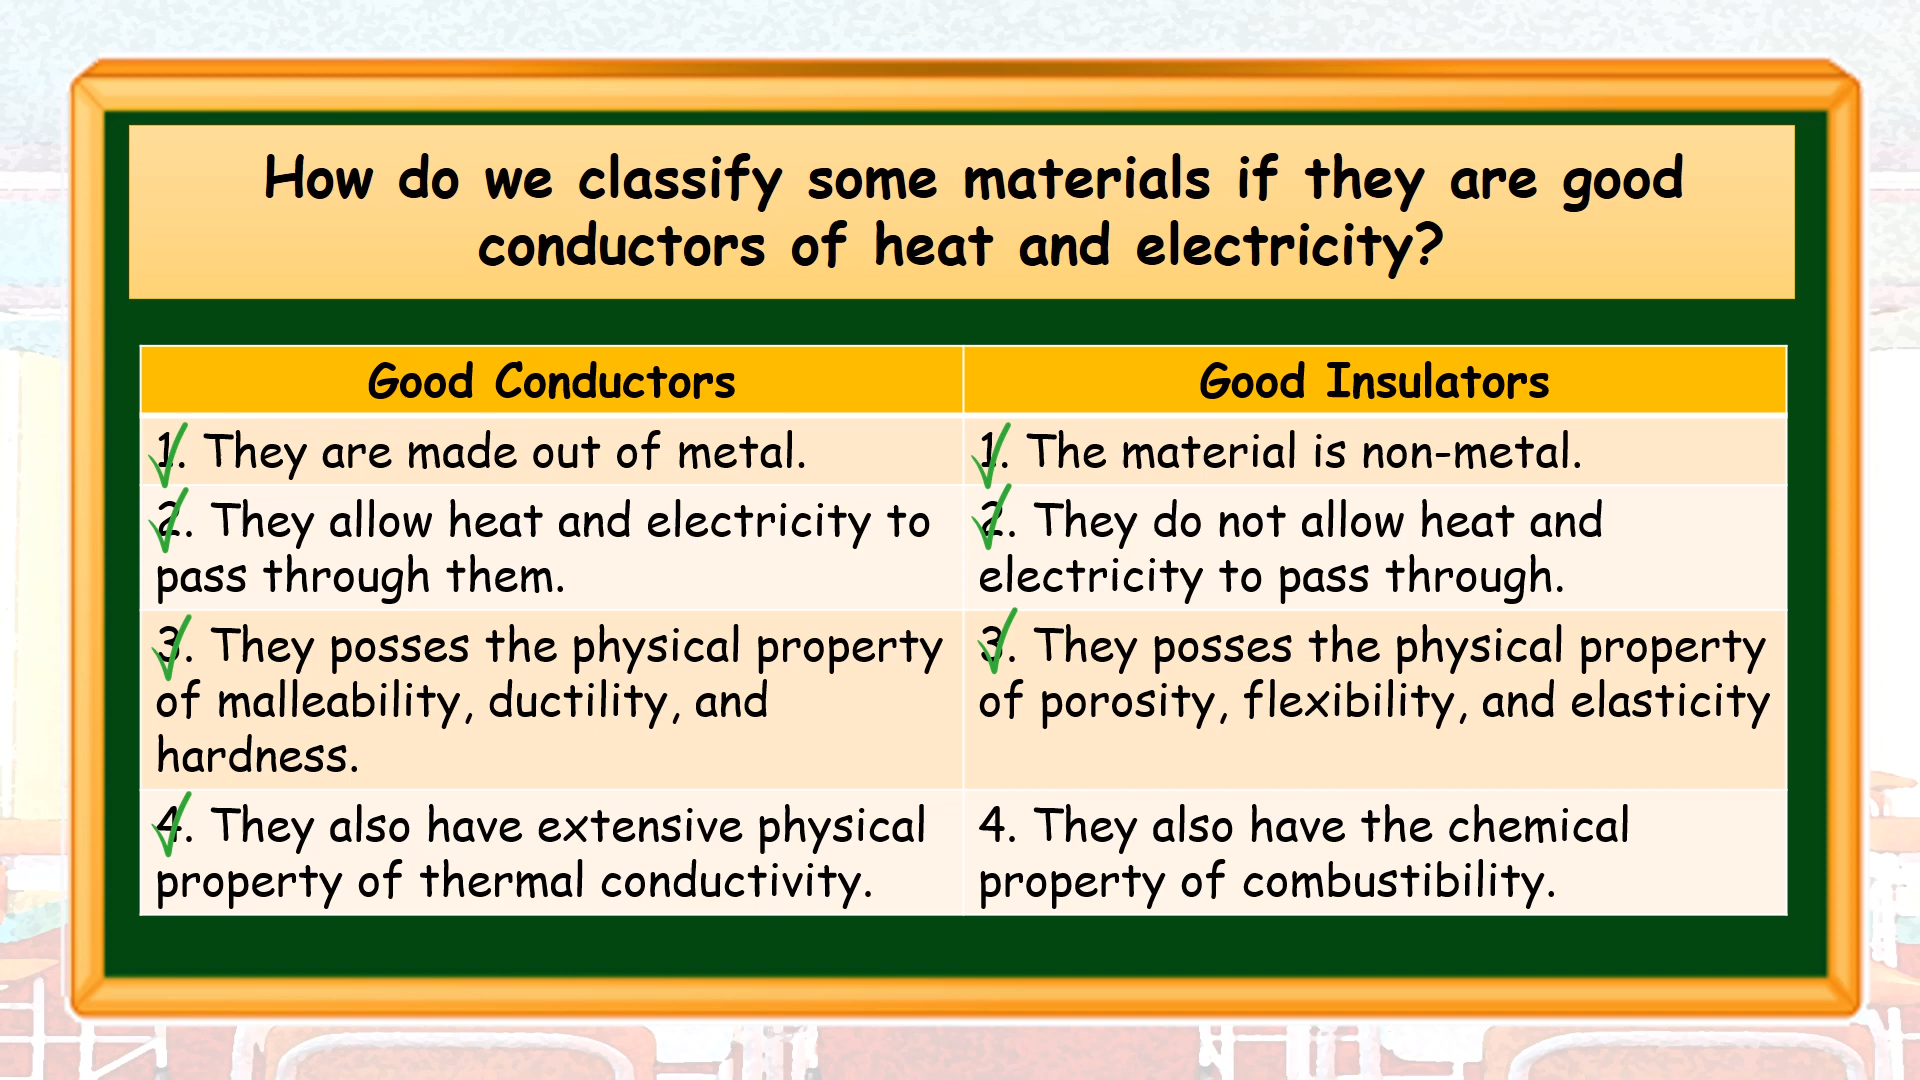 How do we classify some materials if they are good
conductors of heat and electricity?
Good Conductors
Good Insulators
1. They are made out of metal.
1. The material is non-metal.
2. They allow heat and electricity to
pass through them.
2. They do not allow heat and
electricity to pass through.
3. They posses the physical property
of malleability, ductility, and
hardness.
3. They posses the physical property
of porosity, flexibility, and elasticity
4. They also have extensive physical
property of thermal conductivity.
4. They also have the chemical
property of combustibility.